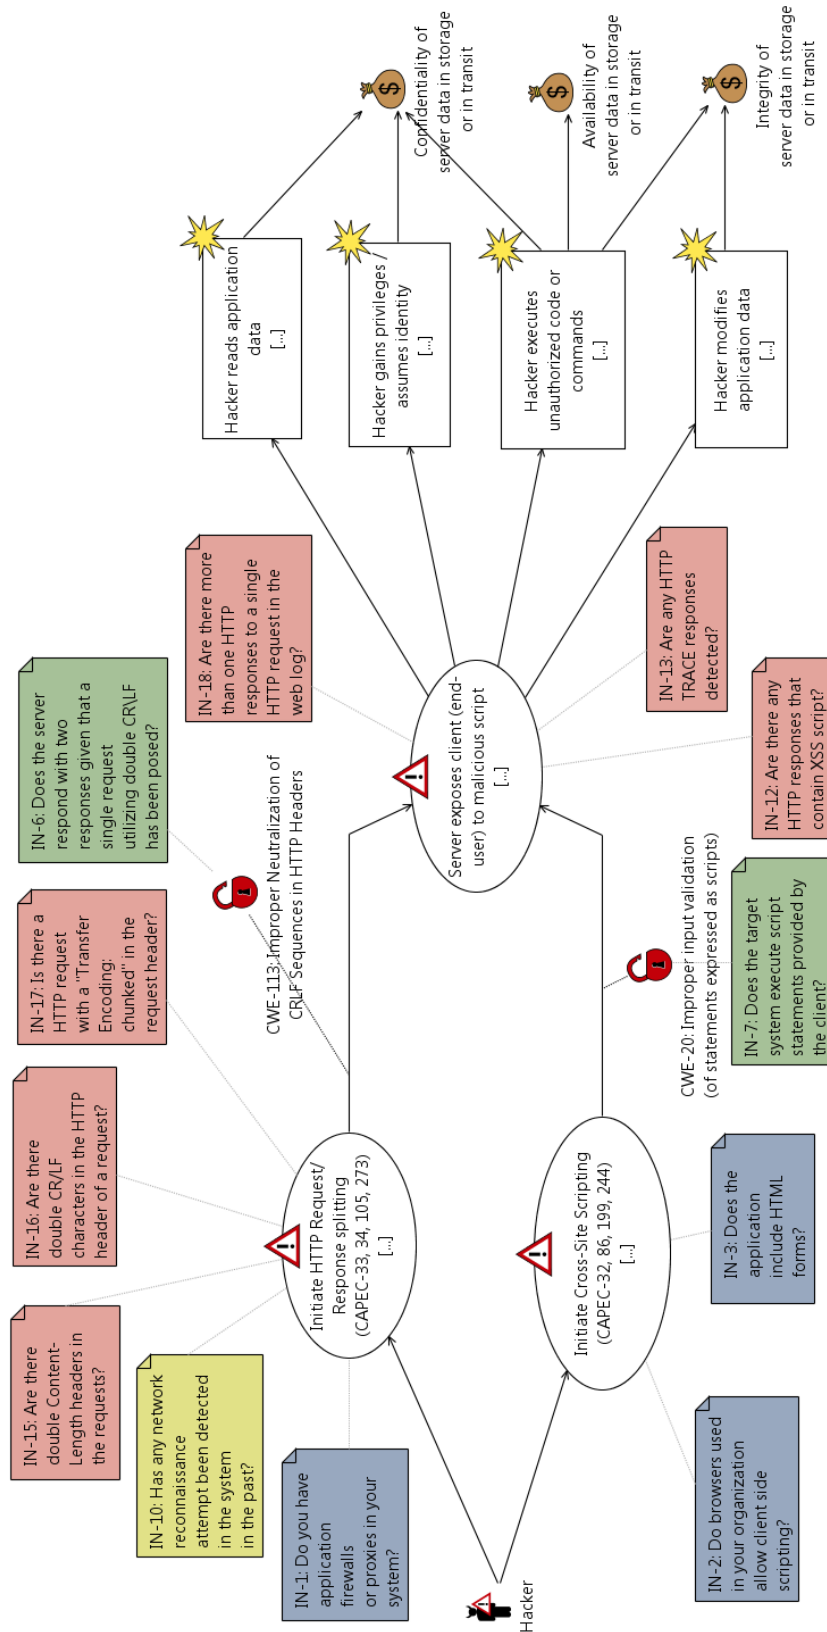 IN-15: Are there
double Content-
Length headers in
the requests?
IN-16: Are there
double CR/LF
characters in the HTTP
header of a request?
IN-17: Is there a
HTTP request
with a "Transfer
Encoding:
chunked" in the
request header?
IN-6: Does the server
respond with two
responses given that a
single request
utilizing double CR\LF
has been posed?
IN-10: Has any network
reconnaissance
attempt been detected
in the system
in the past?
IN-18: Are there more
than one HTTP
responses to a single
HTTP request in the
web log?
IN-1: Do you have
application
firewalls
or proxies in your
system?
Initiate HTTP Request/
Response splitting
(CAPEC-33, 34, 105, 273)
[...]
CWE-113: Improper Neutralization of
CRLF Sequences in HTTP Headers
Hacker
Server exposes client (end-
user) to malicious script
[...]
Initiate Cross-Site Scripting
(CAPEC-32, 86, 199, 244)
[...]
CWE-20: Improper input validation
(of statements expressed as scripts)
IN-2: Do browsers used
in your organization
allow client side
scripting?
IN-3: Does the
application
include HTML
forms?
IN-7: Does the target
system execute script
statements provided by
the client?
IN-12: Are there any
HTTP responses that
contain XSS script?
IN-13: Are any HTTP
TRACE responses
detected?
Hacker reads application
data
[...]
Hacker gains privileges /
assumes identity
[...]
Hacker executes
unauthorized code or
commands
[...]
Hacker modifies
application data
[...]
Confidentiality of
server data in storage
or in transit
Availability of
server data in storage
or in transit
Integrity of
server data in storage
or in transit